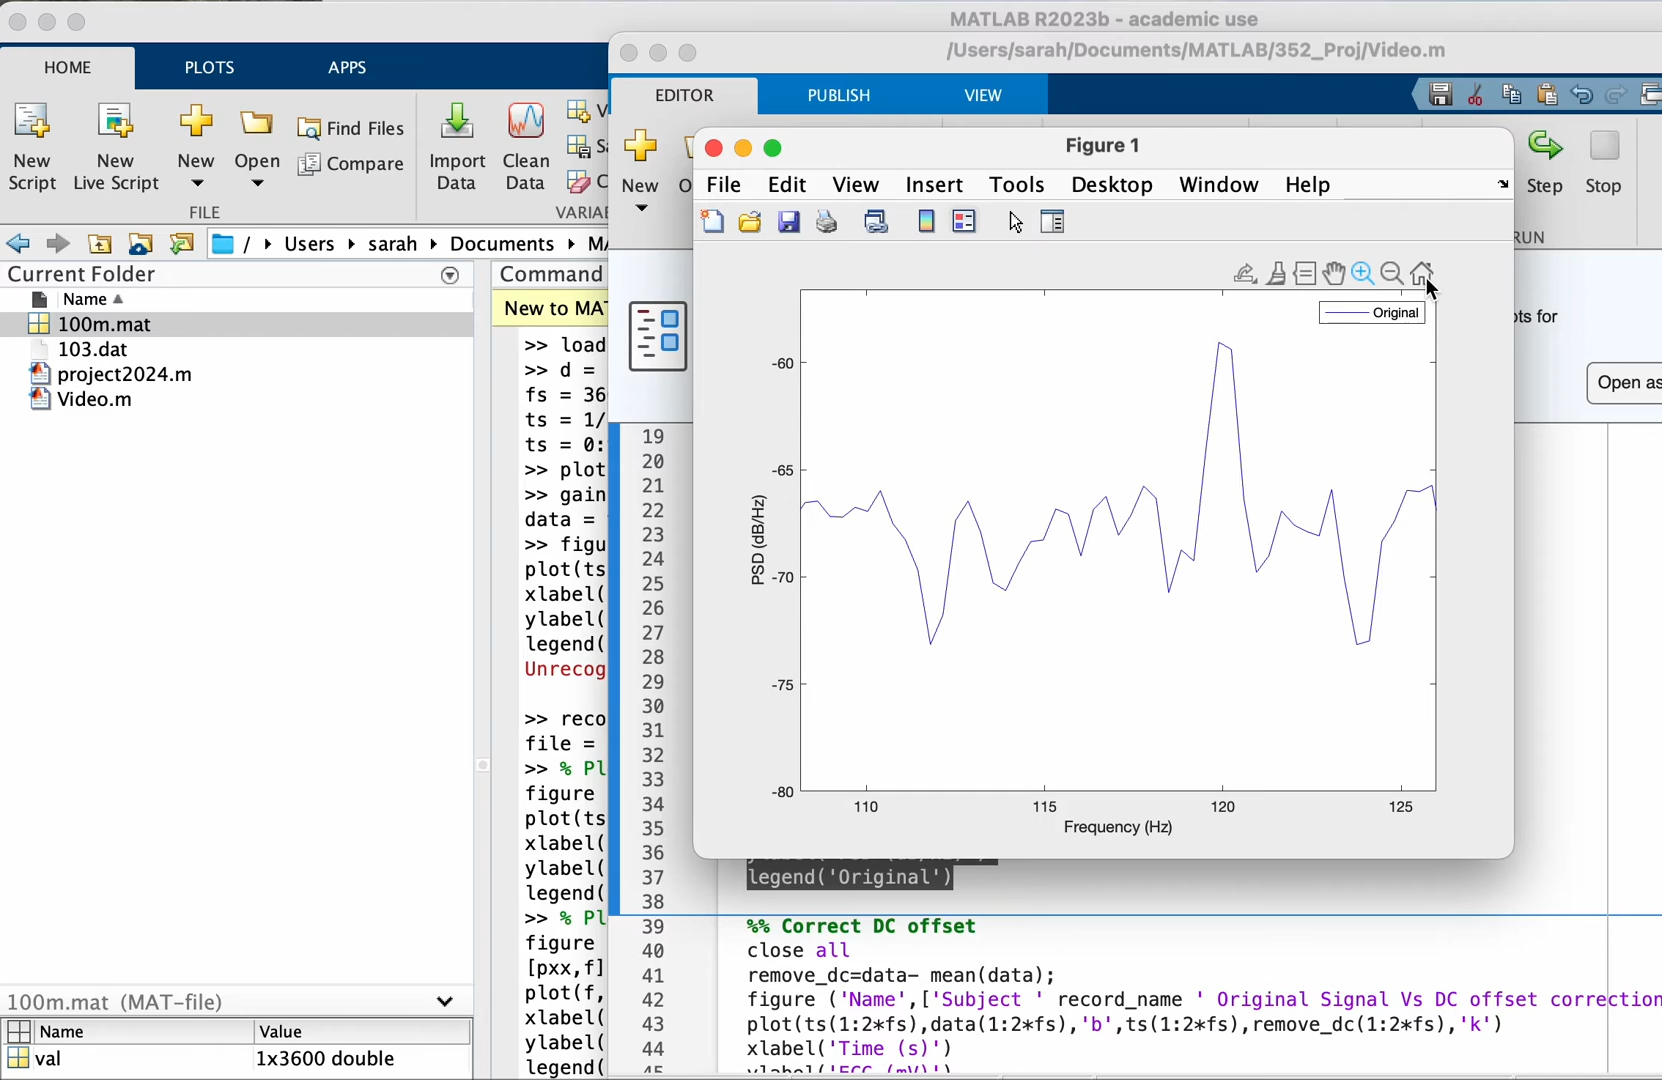 MATLAB R2023b - academic use
/Users/sarah/Documents/MATLAB/352_Proj/Video.m
HOME PLOTS APPS
EDITOR PUBLISH VIEW
New Script
New Live Script
New
Open
Find Files
Compare
Import Data
Clean Data
FILE
New
Step
Stop
RUN
/ Users sarah Documents
Current Folder
Name
100m.mat
103.dat
project2024.m
Video.m
100m.mat (MAT-file)
Name Value
val 1x3600 double
Command
New to MAT
>> load
>> d =
fs = 36
ts = 1/
ts = 0:
>> plot
>> gain
data =
>> figu
plot(ts
xlabel(
ylabel(
legend(
Unrecog
>> reco
file =
>> % Pl
figure
plot(ts
xlabel(
ylabel(
legend(
>> % Pl
figure
[pxx,f]
plot(f,
xlabel(
ylabel(
legend(
Figure 1
File Edit View Insert Tools Desktop Window Help
Original
-60
-65
-70
-75
-80
PSD (dB/Hz)
110 115 120 125
Frequency (Hz)
ots for
Open as
19
20
21
22
23
24
25
26
27
28
29
30
31
32
33
34
35
36
37 legend('Original')
38
39 %% Correct DC offset
40 close all
41 remove_dc=data- mean(data);
42 figure ('Name',['Subject ' record_name ' Original Signal Vs DC offset correction
43 plot(ts(1:2*fs),data(1:2*fs),'b',ts(1:2*fs),remove_dc(1:2*fs),'k')
44 xlabel('Time (s)')
45 ylabel('ECG (mV)')